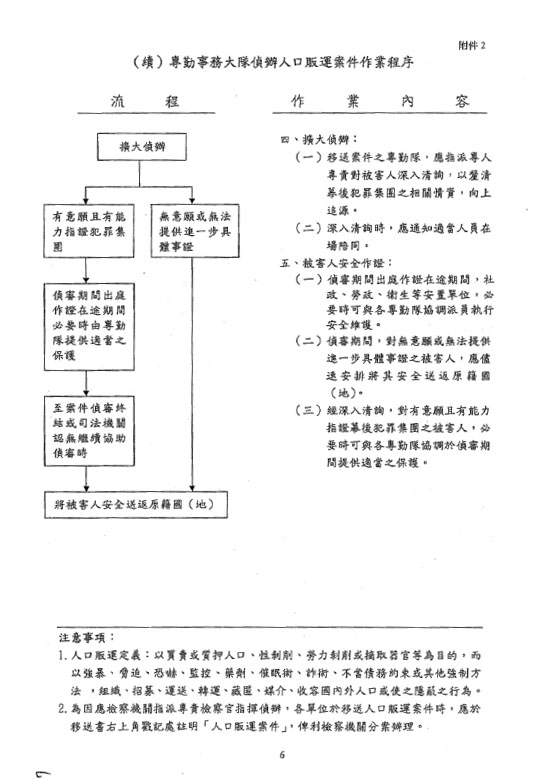 附件 2
（續）專勤事務大隊偵辦人口販運案件作業程序
流 程
作 業 內 容
擴大偵辦
有意願且有能
力指證犯罪集
團
無意願或無法
提供進一步具
體事證
偵審期間出庭
作證在逾期間
必要時由專勤
隊提供適當之
保護
至案件偵審終
結或司法機關
認無繼續協助
偵審時
將被害人安全送返原籍國（地）
四、擴大偵辦：
（一）移送案件之專勤隊，應指派專人
專責對被害人深入清詢，以釐清
幕後犯罪集團之相關情資，向上
追源。
（二）深入清詢時，應通知適當人員在
場陪同。
五、被害人安全作證：
（一）偵審期間出庭作證在逾期間，社
政、勞政、衛生等安置單位，必
要時可與各專勤隊協調派員執行
安全維護。
（二）偵審期間，對無意願或無法提供
進一步具體事證之被害人，應儘
速安排將其安全送返原籍國
（地）。
（三）經深入清詢，對有意願且有能力
指證幕後犯罪集團之被害人，必
要時可與各專勤隊協調於偵審期
間提供適當之保護。
注意事項：
1.人口販運定義：以買賣或質押人口、性剝削、勞力剝削或摘取器官等為目的，而
以強暴、脅迫、恐嚇、監控、藥劑、催眠術、詐術、不當債務約束或其他強制方
法 ，組織、招募、運送、轉運、藏匿、媒介、收容國內外人口或使之隱蔽之行為。
2.為因應檢察機關指派專責檢察官指揮偵辦，各單位於移送人口販運案件時，應於
移送書右上角戳記處註明「人口販運案件」，俾利檢察機關分案辦理。
6